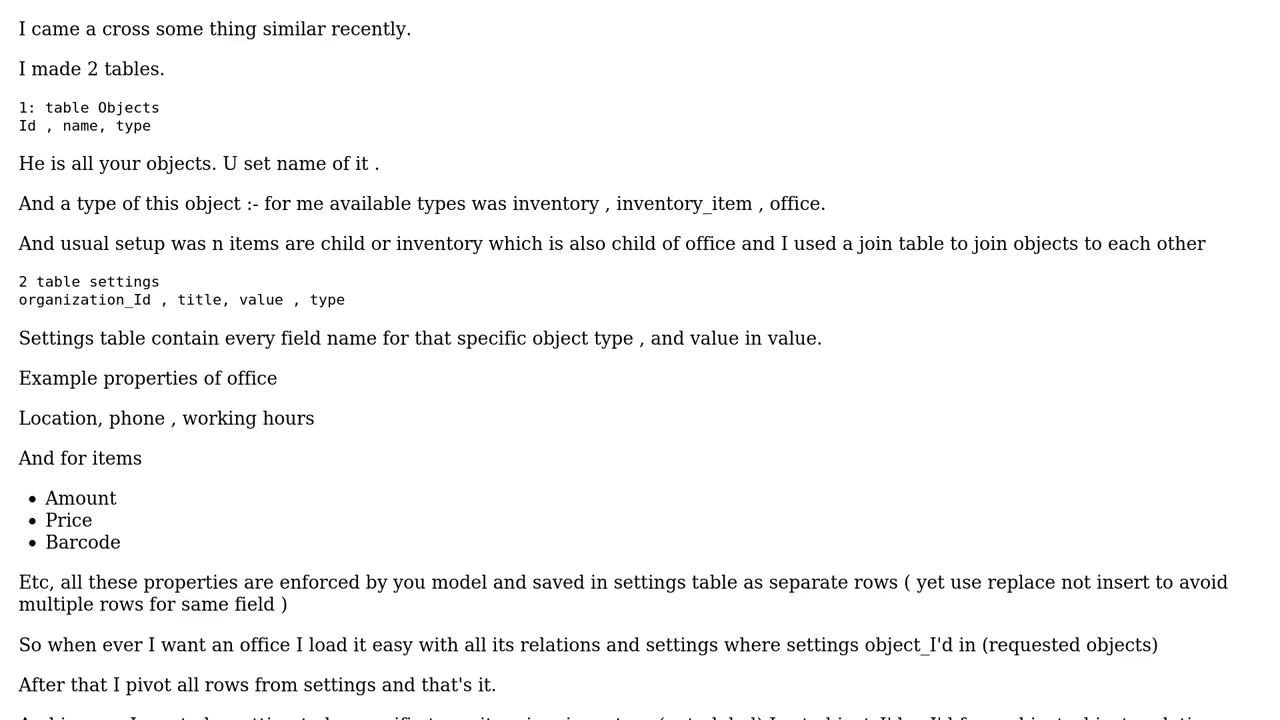 I came a cross some thing similar recently.
I made 2 tables.
1: table Objects
Id , name, type
He is all your objects. U set name of it .
And a type of this object :- for me available types was inventory , inventory_item , office.
And usual setup was n items are child or inventory which is also child of office and I used a join table to join objects to each other
2 table settings
organization_Id , title, value , type
Settings table contain every field name for that specific object type , and value in value.
Example properties of office
Location, phone , working hours
And for items
• Amount
• Price
• Barcode
Etc, all these properties are enforced by you model and saved in settings table as separate rows ( yet use replace not insert to avoid
multiple rows for same field )
So when ever I want an office I load it easy with all its relations and settings where settings object_I'd in (requested objects)
After that I pivot all rows from settings and that's it.